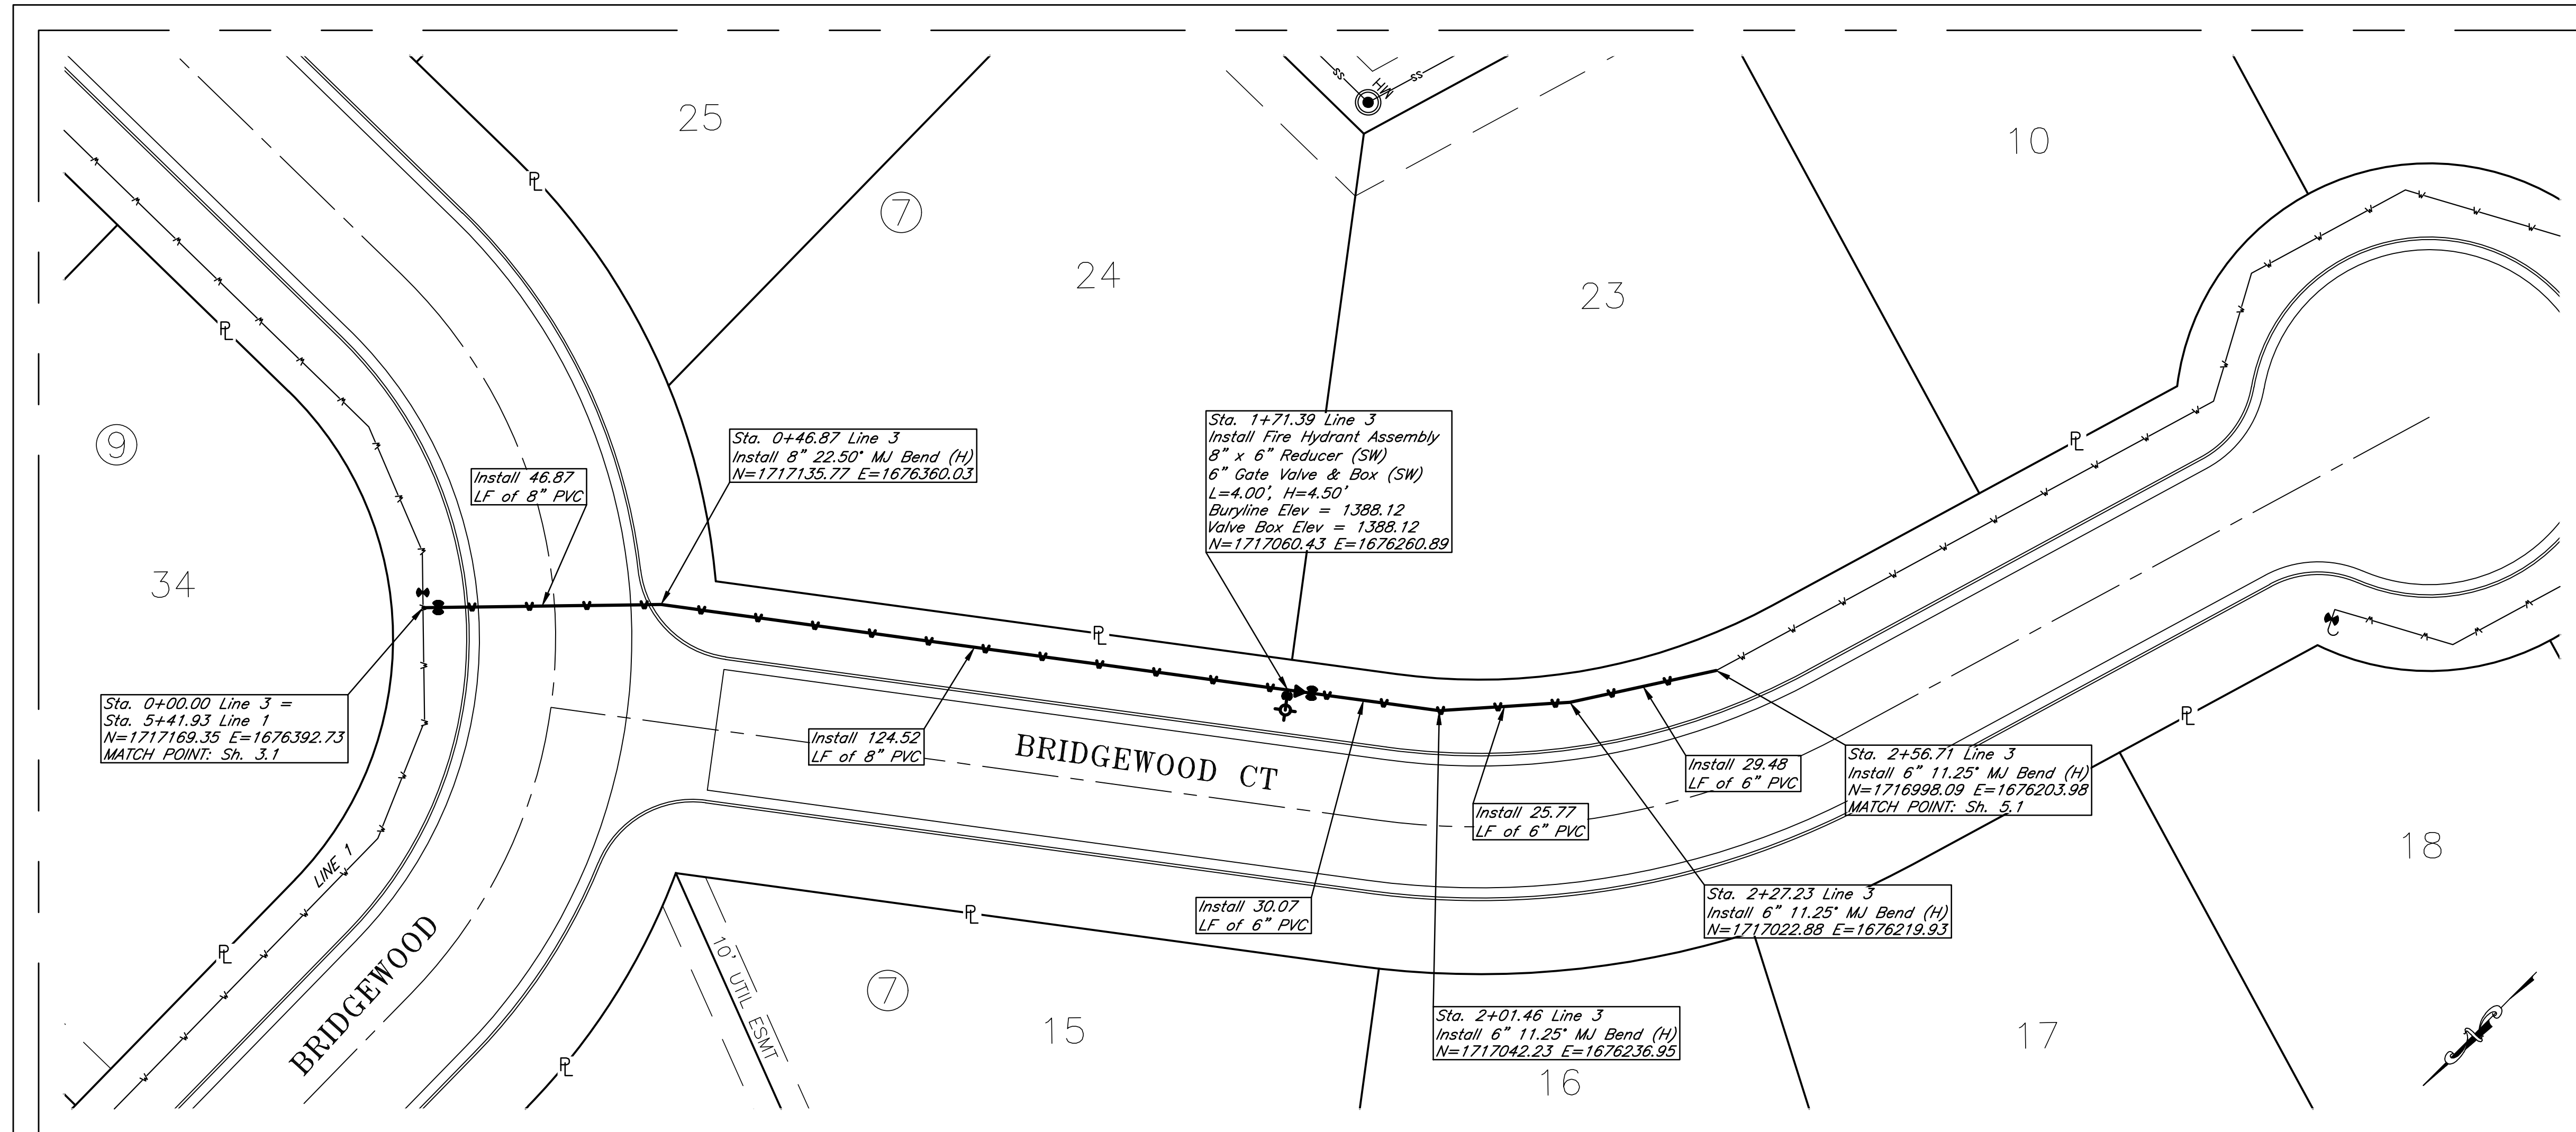 25
10
7
24
23
9
34
Sta. 0+46.87 Line 3
Install 8" 22.50° MJ Bend (H)
N=1717135.77 E=1676360.03
Install 46.87
LF of 8" PVC
Sta. 1+71.39 Line 3
Install Fire Hydrant Assembly
8" x 6" Reducer (SW)
6" Gate Valve & Box (SW)
L=4.00', H=4.50'
Buryline Elev = 1388.12
Valve Box Elev = 1388.12
N=1717060.43 E=1676260.89
MH
SS
SS
PL
PL
PL
PL
PL
PL
PL
PL
Sta. 0+00.00 Line 3 =
Sta. 5+41.93 Line 1
N=1717169.35 E=1676392.73
MATCH POINT: Sh. 3.1
Install 124.52
LF of 8" PVC
BRIDGEWOOD CT
Install 29.48
LF of 6" PVC
Sta. 2+56.71 Line 3
Install 6" 11.25° MJ Bend (H)
N=1716998.09 E=1676203.98
MATCH POINT: Sh. 5.1
Install 25.77
LF of 6" PVC
Install 30.07
LF of 6" PVC
Sta. 2+27.23 Line 3
Install 6" 11.25° MJ Bend (H)
N=1717022.88 E=1676219.93
Sta. 2+01.46 Line 3
Install 6" 11.25° MJ Bend (H)
N=1717042.23 E=1676236.95
LINE 1
BRIDGEWOOD
10' UTIL ESMT
7
15
16
17
18